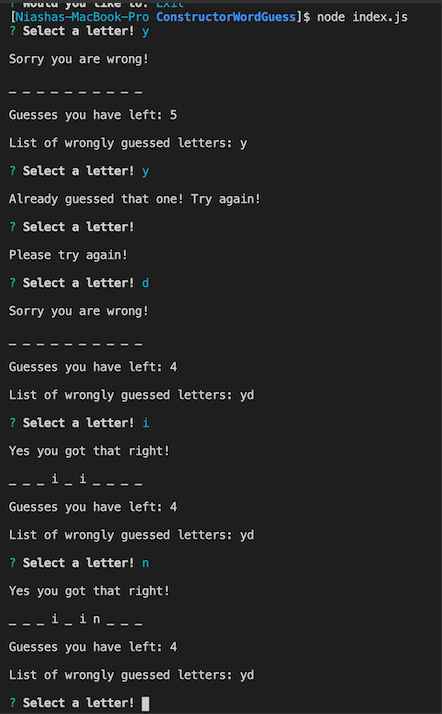 ? Would you like to: Exit
[Niashas-MacBook-Pro ConstructorWordGuess]$ node index.js
? Select a letter! y
Sorry you are wrong!
_ _ _ _ _ _ _ _ _ _
Guesses you have left: 5
List of wrongly guessed letters: y
? Select a letter! y
Already guessed that one! Try again!
? Select a letter!
Please try again!
? Select a letter! d
Sorry you are wrong!
_ _ _ _ _ _ _ _ _ _
Guesses you have left: 4
List of wrongly guessed letters: yd
? Select a letter! i
Yes you got that right!
_ _ _ i _ i _ _ _ _
Guesses you have left: 4
List of wrongly guessed letters: yd
? Select a letter! n
Yes you got that right!
_ _ _ i _ i n _ _ _
Guesses you have left: 4
List of wrongly guessed letters: yd
? Select a letter!